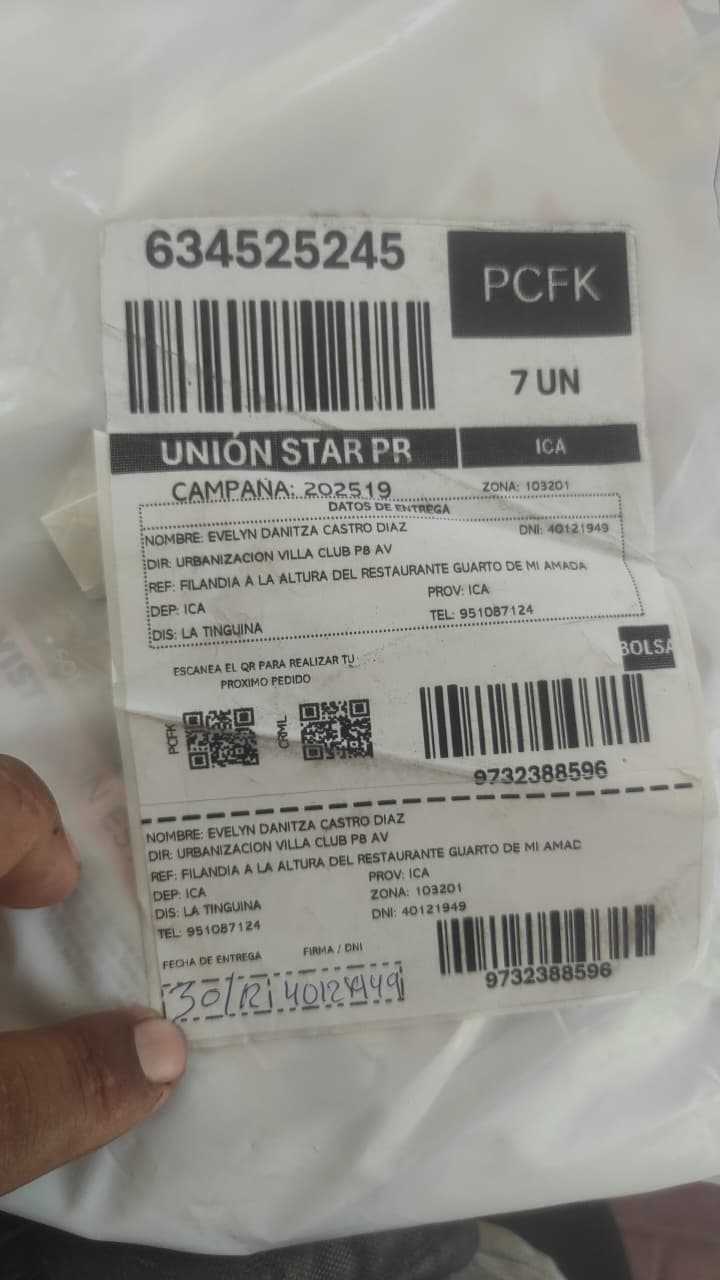 634525245
PCFK
7 UN
UNIÓN STAR PR
ICA
CAMPAÑA: 202519
ZONA: 103201
DATOS DE ENTREGA
NOMBRE: EVELYN DANITZA CASTRO DIAZ
DNI: 40121949
DIR: URBANIZACION VILLA CLUB P8 AV
REF: FILANDIA A LA ALTURA DEL RESTAURANTE GUARTO DE MI AMADA
DEP: ICA
PROV: ICA
DIS: LA TINGUINA
TEL: 951087124
BOLSA
ESCANEA EL QR PARA REALIZAR TU
PROXIMO PEDIDO
PCFK
CRML
9732388596
NOMBRE: EVELYN DANITZA CASTRO DIAZ
DIR: URBANIZACION VILLA CLUB P8 AV
REF: FILANDIA A LA ALTURA DEL RESTAURANTE GUARTO DE MI AMAD
DEP: ICA
PROV: ICA
DIS: LA TINGUINA
ZONA: 103201
TEL: 951087124
DNI: 40121949
FECHA DE ENTREGA
FIRMA / DNI
30/12
9732388596